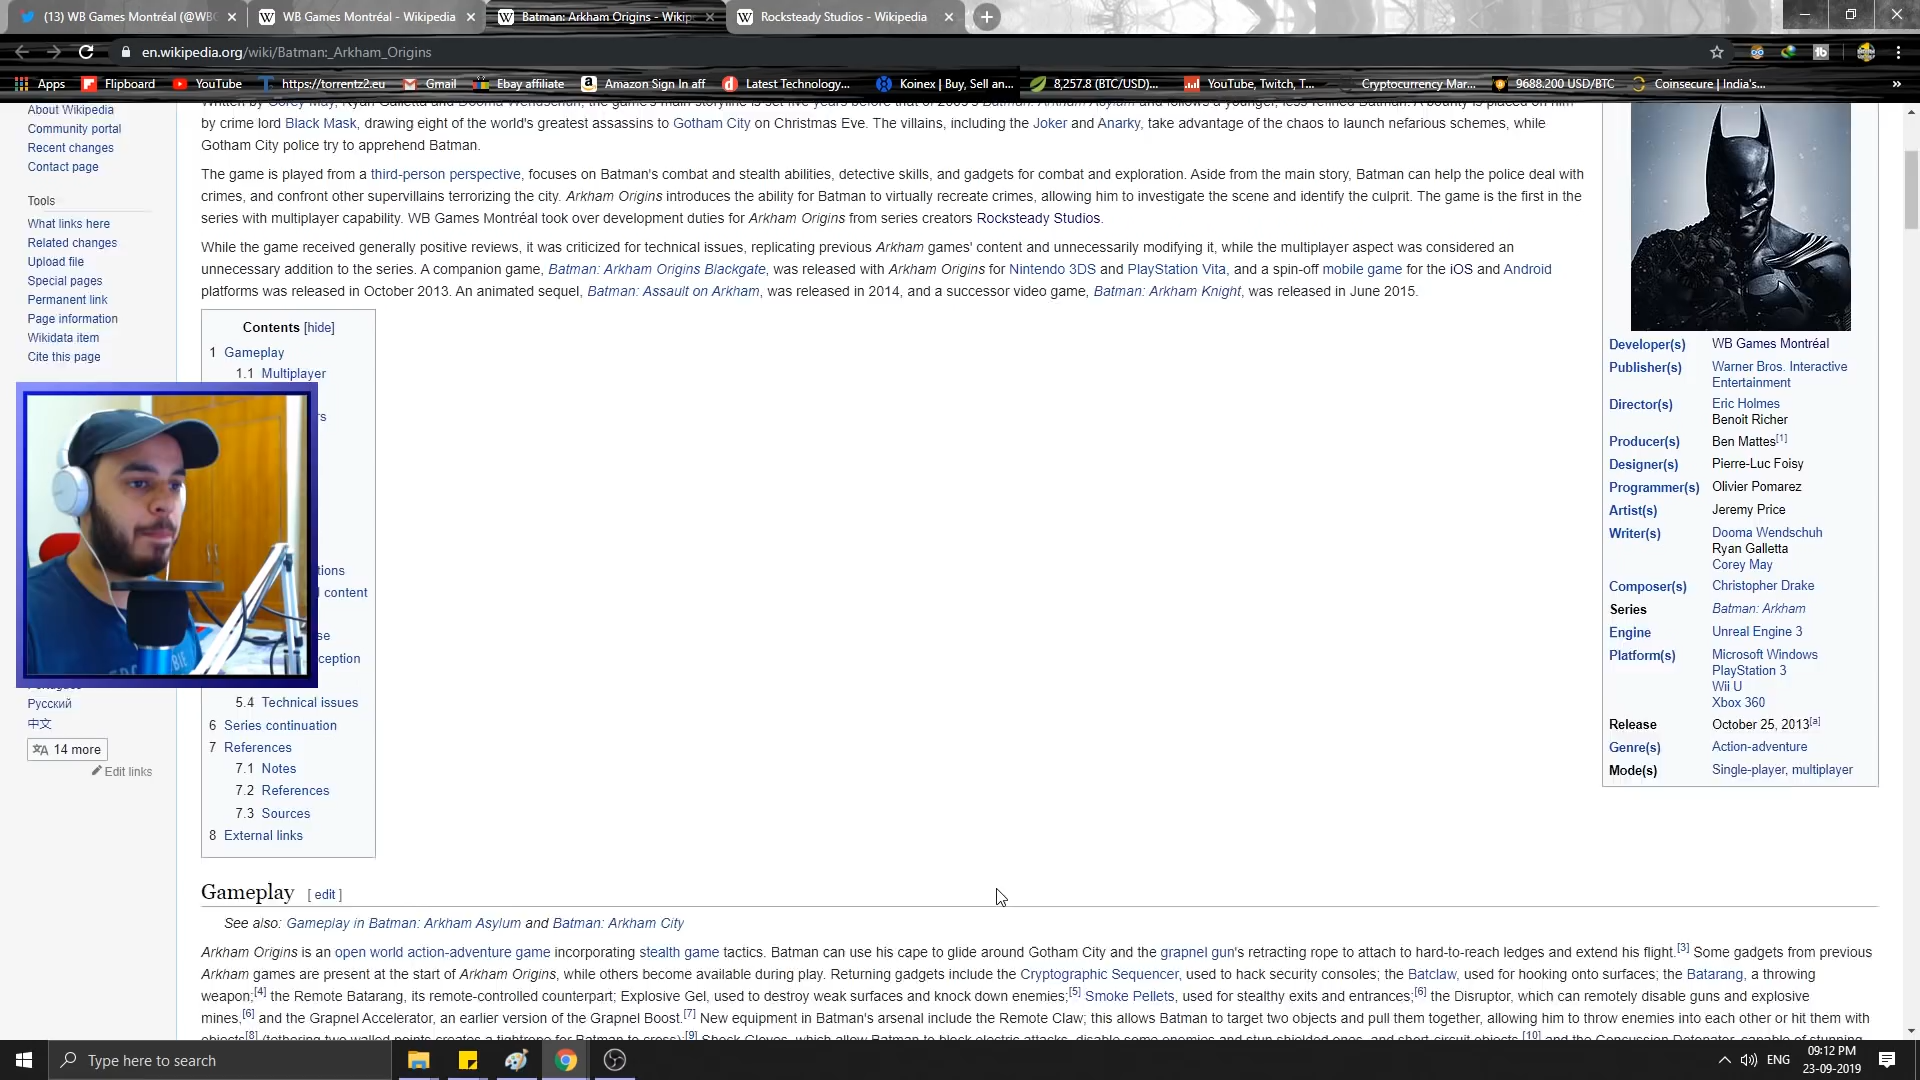 (13) WB Games Montréal (@WBG
WB Games Montréal - Wikipedia
Batman: Arkham Origins - Wikip
Rocksteady Studios - Wikipedia
en.wikipedia.org/wiki/Batman:_Arkham_Origins
Apps
Flipboard
YouTube
https://torrentz2.eu
Gmail
Ebay affiliate
Amazon Sign In aff
Latest Technology...
Koinex | Buy, Sell an...
8,257.8 (BTC/USD)...
YouTube, Twitch, T...
Cryptocurrency Mar...
9688.200 USD/BTC
Coinsecure | India's...
»
About Wikipedia
Community portal
Recent changes
Contact page
Tools
What links here
Related changes
Upload file
Special pages
Permanent link
Page information
Wikidata item
Cite this page
Русский
中文
14 more
Edit links
Written by Corey May, Ryan Galletta and Dooma Wendschuh, the game's main storyline is set five years before that of 2009's Batman: Arkham Asylum and follows a younger, less refined Batman. A bounty is placed on him
by crime lord Black Mask, drawing eight of the world's greatest assassins to Gotham City on Christmas Eve. The villains, including the Joker and Anarky, take advantage of the chaos to launch nefarious schemes, while
Gotham City police try to apprehend Batman.
The game is played from a third-person perspective, focuses on Batman's combat and stealth abilities, detective skills, and gadgets for combat and exploration. Aside from the main story, Batman can help the police deal with
crimes, and confront other supervillains terrorizing the city. Arkham Origins introduces the ability for Batman to virtually recreate crimes, allowing him to investigate the scene and identify the culprit. The game is the first in the
series with multiplayer capability. WB Games Montréal took over development duties for Arkham Origins from series creators Rocksteady Studios.
While the game received generally positive reviews, it was criticized for technical issues, replicating previous Arkham games' content and unnecessarily modifying it, while the multiplayer aspect was considered an
unnecessary addition to the series. A companion game, Batman: Arkham Origins Blackgate, was released with Arkham Origins for Nintendo 3DS and PlayStation Vita, and a spin-off mobile game for the iOS and Android
platforms was released in October 2013. An animated sequel, Batman: Assault on Arkham, was released in 2014, and a successor video game, Batman: Arkham Knight, was released in June 2015.
Contents [hide]
1 Gameplay
1.1 Multiplayer
rs
tions
l content
se
ception
5.4 Technical issues
6 Series continuation
7 References
7.1 Notes
7.2 References
7.3 Sources
8 External links
Developer(s) WB Games Montréal
Publisher(s) Warner Bros. Interactive
Entertainment
Director(s) Eric Holmes
Benoit Richer
Producer(s) Ben Mattes[1]
Designer(s) Pierre-Luc Foisy
Programmer(s) Olivier Pomarez
Artist(s) Jeremy Price
Writer(s) Dooma Wendschuh
Ryan Galletta
Corey May
Composer(s) Christopher Drake
Series Batman: Arkham
Engine Unreal Engine 3
Platform(s) Microsoft Windows
PlayStation 3
Wii U
Xbox 360
Release October 25, 2013[a]
Genre(s) Action-adventure
Mode(s) Single-player, multiplayer
Gameplay [ edit ]
See also: Gameplay in Batman: Arkham Asylum and Batman: Arkham City
Arkham Origins is an open world action-adventure game incorporating stealth game tactics. Batman can use his cape to glide around Gotham City and the grapnel gun's retracting rope to attach to hard-to-reach ledges and extend his flight.[3] Some gadgets from previous
Arkham games are present at the start of Arkham Origins, while others become available during play. Returning gadgets include the Cryptographic Sequencer, used to hack security consoles; the Batclaw, used for hooking onto surfaces; the Batarang, a throwing
weapon;[4] the Remote Batarang, its remote-controlled counterpart; Explosive Gel, used to destroy weak surfaces and knock down enemies;[5] Smoke Pellets, used for stealthy exits and entrances;[6] the Disruptor, which can remotely disable guns and explosive
mines,[6] and the Grapnel Accelerator, an earlier version of the Grapnel Boost.[7] New equipment in Batman's arsenal include the Remote Claw; this allows Batman to target two objects and pull them together, allowing him to throw enemies into each other or hit them with
objects[8] (tethering two walled points creates a tightrope for Batman to cross);[9] Shock Gloves, which allow Batman to block electric attacks, disable some enemies and stun shielded ones, and short-circuit objects,[10] and the Concussion Detonator, capable of stunning
Type here to search
ENG
09:12 PM
23-09-2019